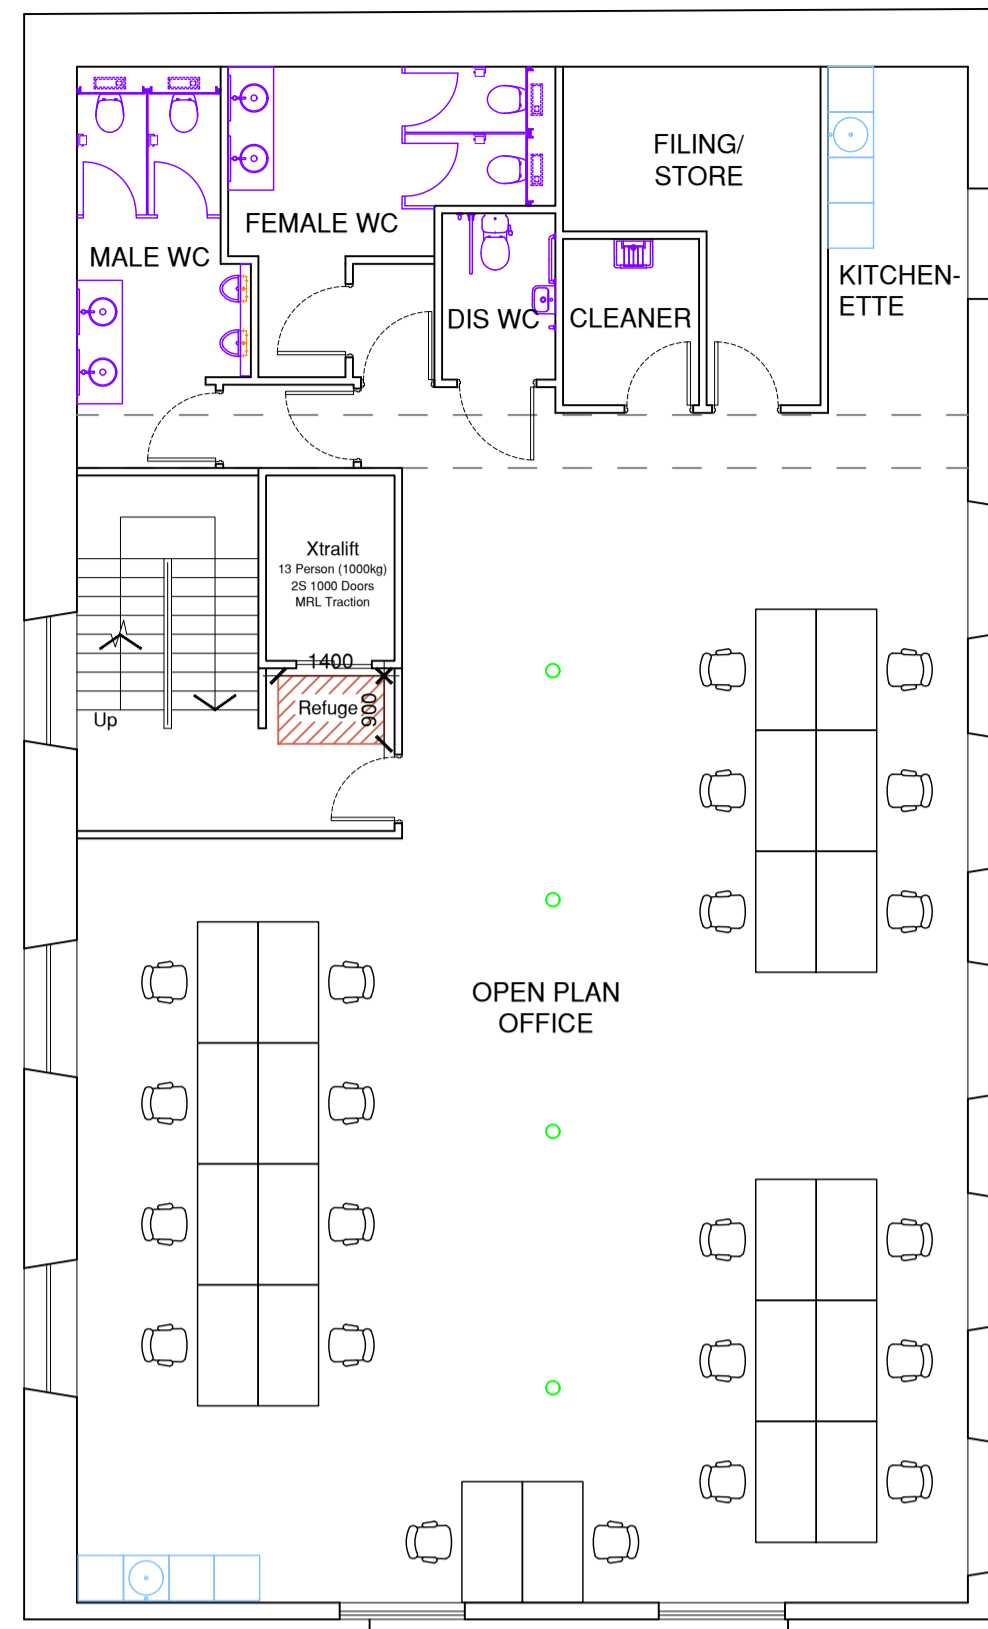 FILING/
STORE
FEMALE WC
MALE WC
KITCHEN-
ETTE
DIS WC
CLEANER
Xtralift
13 Person (1000kg)
2S 1000 Doors
MRL Traction
1400
Refuge
900
Up
OPEN PLAN
OFFICE